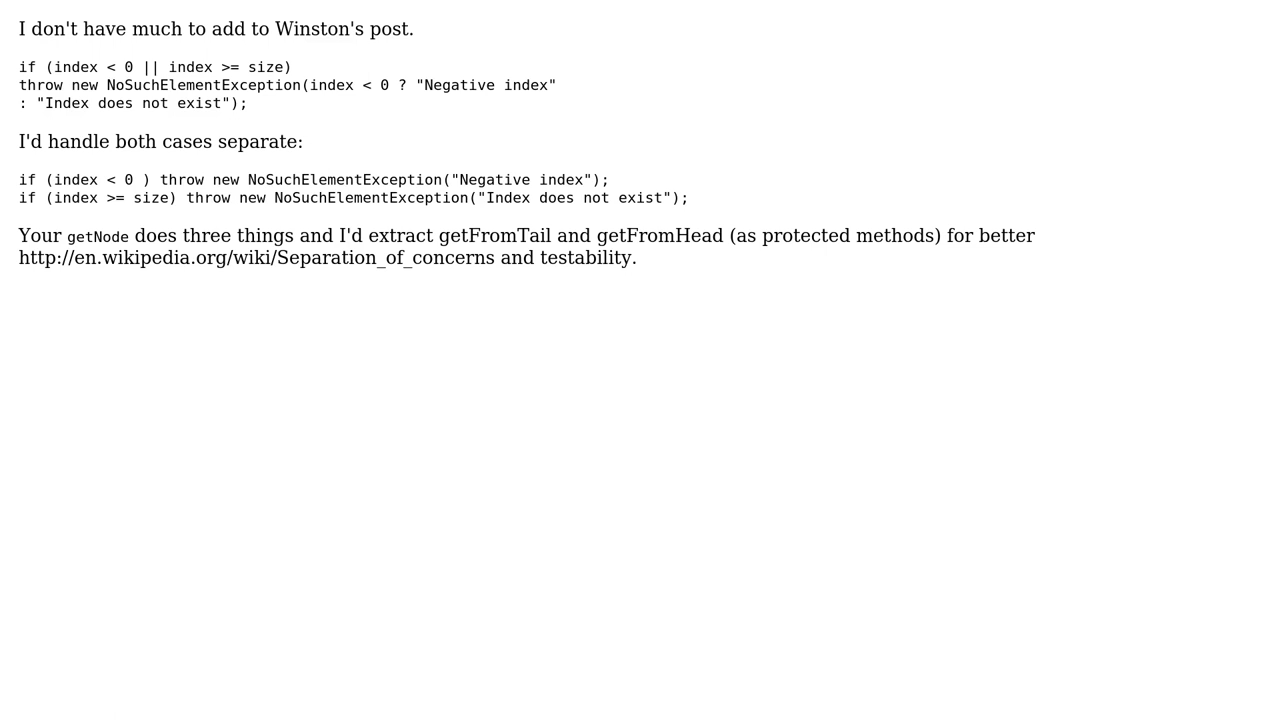 I don't have much to add to Winston's post.
if (index < 0 || index >= size)
throw new NoSuchElementException(index < 0 ? "Negative index"
: "Index does not exist");
I'd handle both cases separate:
if (index < 0 ) throw new NoSuchElementException("Negative index");
if (index >= size) throw new NoSuchElementException("Index does not exist");
Your getNode does three things and I'd extract getFromTail and getFromHead (as protected methods) for better
http://en.wikipedia.org/wiki/Separation_of_concerns and testability.